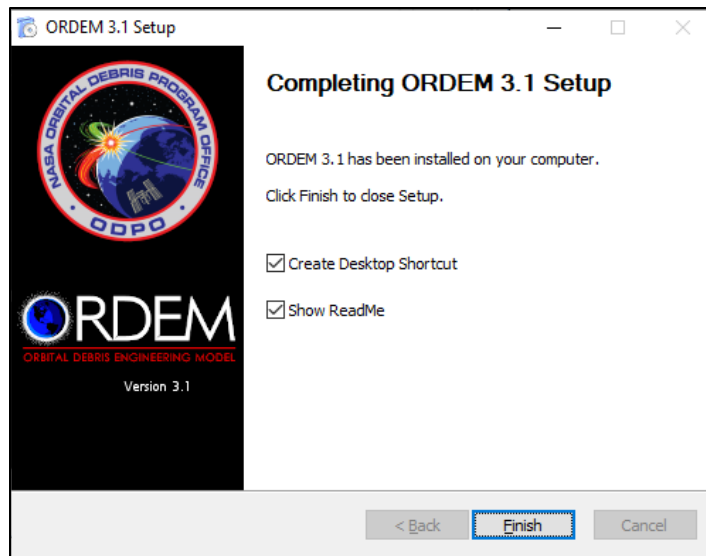 ORDEM 3.1 Setup
NASA ORBITAL DEBRIS PROGRAM OFFICE
ODPO
ORDEM
ORBITAL DEBRIS ENGINEERING MODEL
Version 3.1
Completing ORDEM 3.1 Setup
ORDEM 3.1 has been installed on your computer.
Click Finish to close Setup.
Create Desktop Shortcut
Show ReadMe
< Back
Finish
Cancel